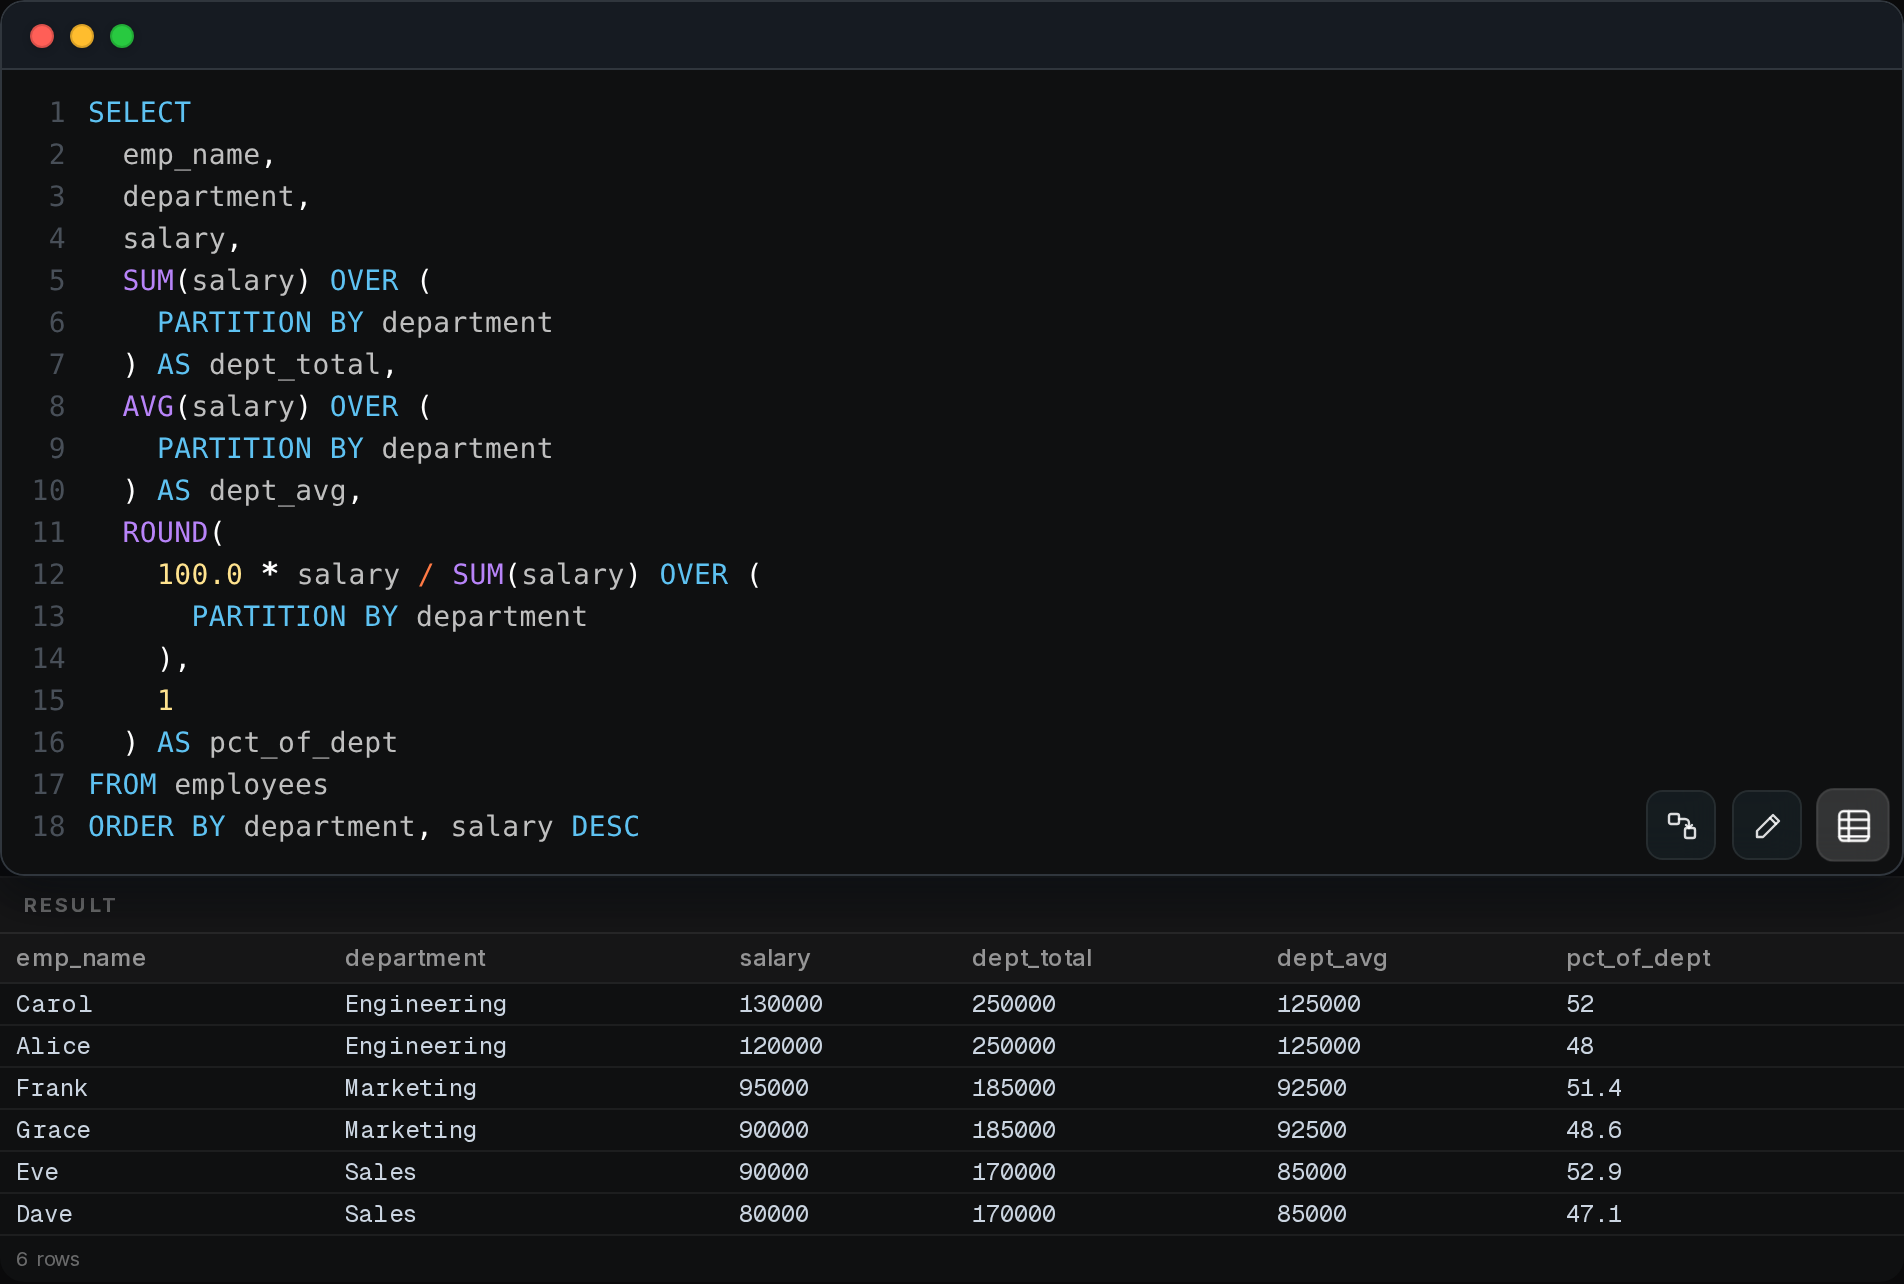 1 SELECT
2   emp_name,
3   department,
4   salary,
5   SUM(salary) OVER (
6     PARTITION BY department
7   ) AS dept_total,
8   AVG(salary) OVER (
9     PARTITION BY department
10   ) AS dept_avg,
11   ROUND(
12     100.0 * salary / SUM(salary) OVER (
13       PARTITION BY department
14     ),
15     1
16   ) AS pct_of_dept
17 FROM employees
18 ORDER BY department, salary DESC
RESULT
emp_name department salary dept_total dept_avg pct_of_dept
Carol Engineering 130000 250000 125000 52
Alice Engineering 120000 250000 125000 48
Frank Marketing 95000 185000 92500 51.4
Grace Marketing 90000 185000 92500 48.6
Eve Sales 90000 170000 85000 52.9
Dave Sales 80000 170000 85000 47.1
6 rows